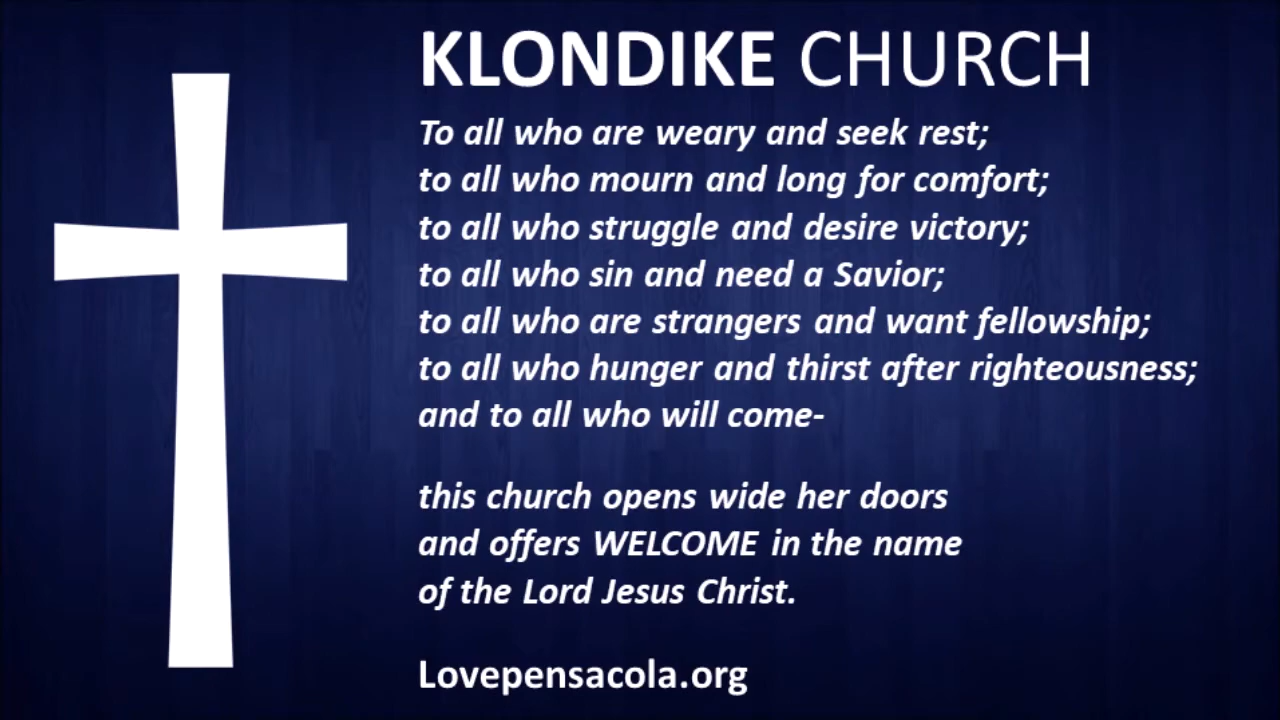 KLONDIKE CHURCH
To all who are weary and seek rest;
to all who mourn and long for comfort;
to all who struggle and desire victory;
to all who sin and need a Savior;
to all who are strangers and want fellowship;
to all who hunger and thirst after righteousness;
and to all who will come-
this church opens wide her doors
and offers WELCOME in the name
of the Lord Jesus Christ.
Lovepensacola.org